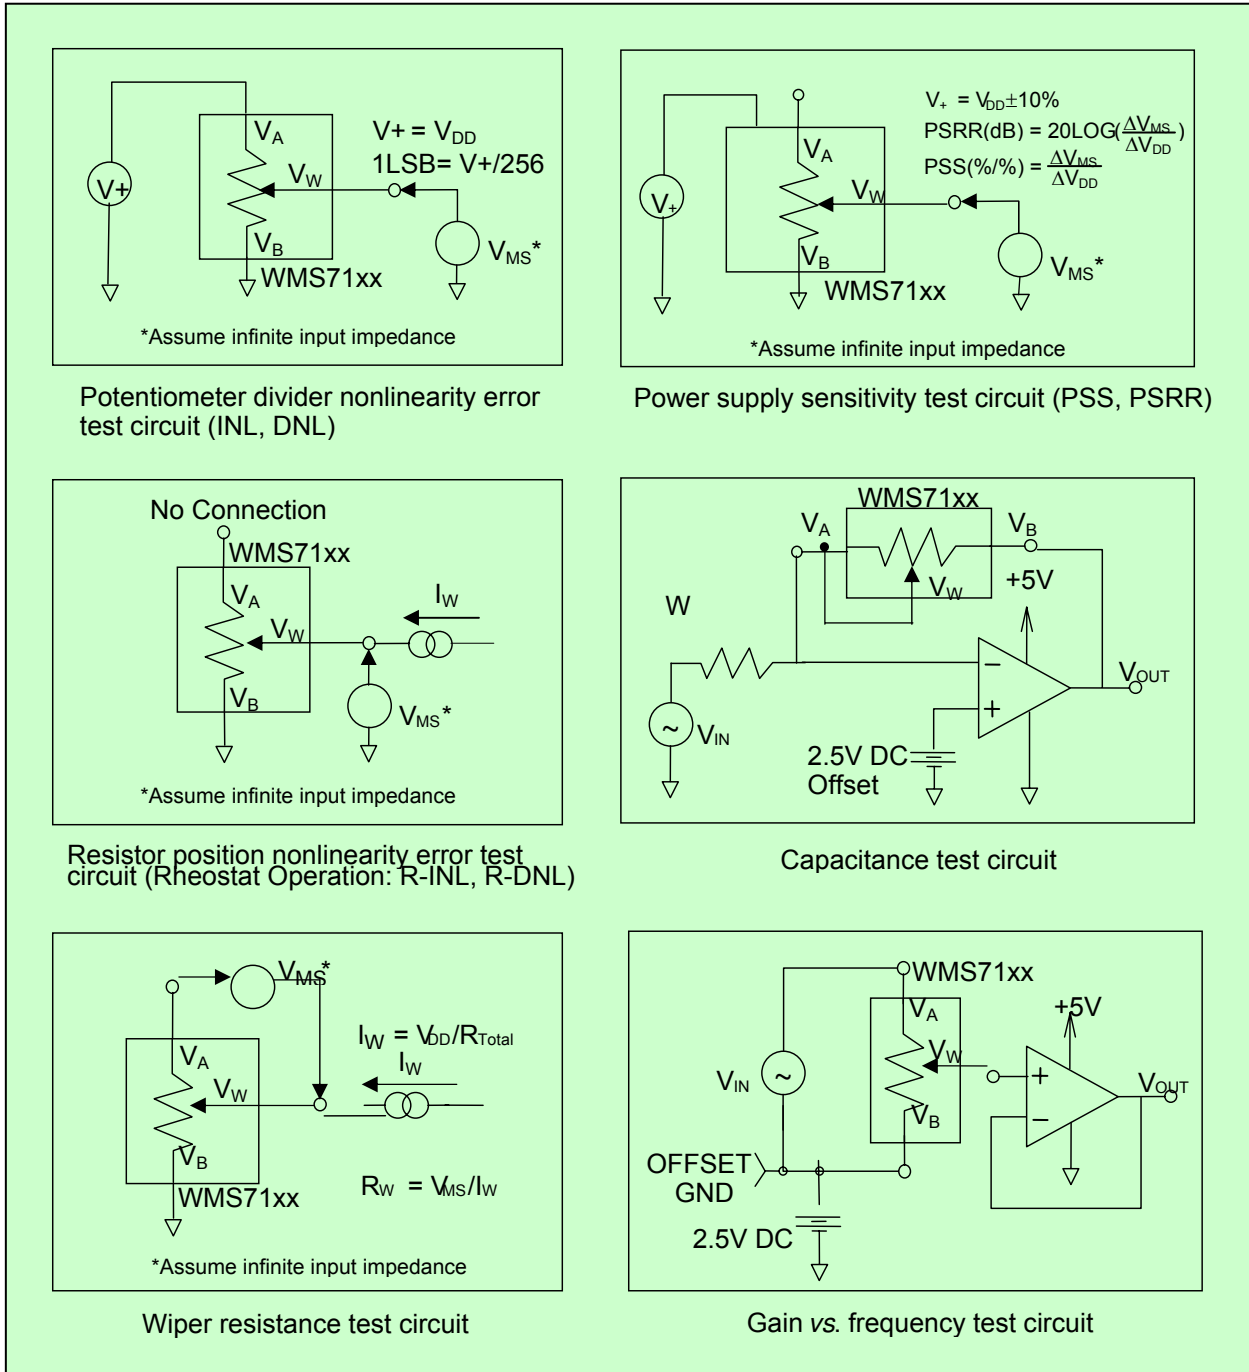 V+ = VDD
1LSB= V+/256
VA
VW
V+
VB
VMS*
WMS71xx
*Assume infinite input impedance
Potentiometer divider nonlinearity error
test circuit (INL, DNL)
V+ = VDD±10%
PSRR(dB) = 20LOG(ΔVMS/ΔVDD)
PSS(%/%) = ΔVMS/ΔVDD
VA
VW
V+
VB
VMS*
WMS71xx
*Assume infinite input impedance
Power supply sensitivity test circuit (PSS, PSRR)
No Connection
WMS71xx
VA
IW
VW
VB
VMS*
*Assume infinite input impedance
Resistor position nonlinearity error test
circuit (Rheostat Operation: R-INL, R-DNL)
WMS71xx
VA
VB
VW
+5V
W
−
+
VOUT
~
VIN
2.5V DC
Offset
Capacitance test circuit
VMS*
IW = VDD/RTotal
VA
IW
VW
VB
RW = VMS/IW
WMS71xx
*Assume infinite input impedance
Wiper resistance test circuit
WMS71xx
VA
+5V
VW
VIN
~
+
−
VOUT
VB
OFFSET
GND
2.5V DC
Gain vs. frequency test circuit